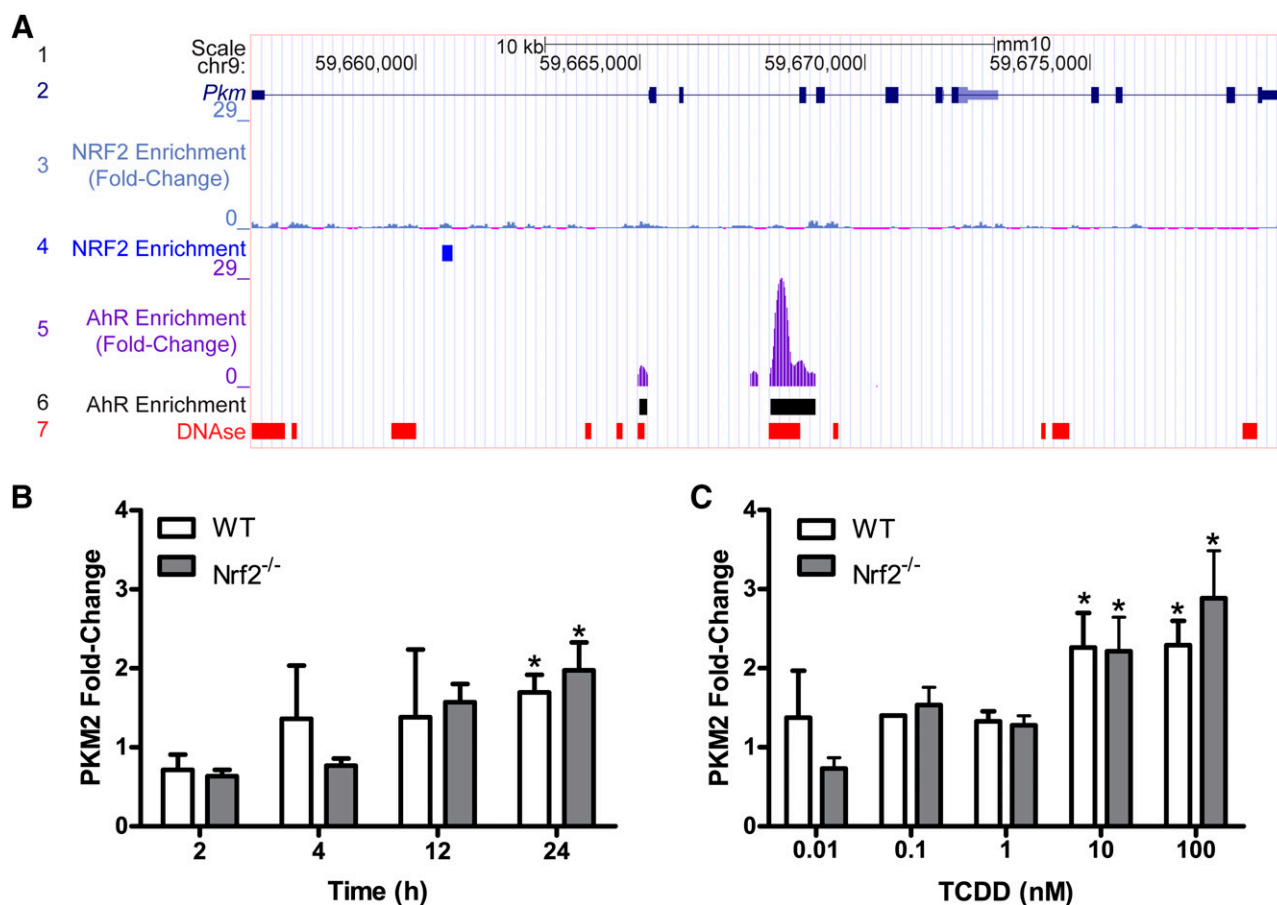 A
1 Scale 10 kb mm10
chr9: 59,660,000 59,665,000 59,670,000 59,675,000
2 Pkm
29
3 NRF2 Enrichment
(Fold-Change)
0
4 NRF2 Enrichment
29
5 AhR Enrichment
(Fold-Change)
0
6 AhR Enrichment
7 DNAse
B
PKM2 Fold-Change
4
3
2
1
0
WT
Nrf2-/-
* *
2 4 12 24
Time (h)
C
PKM2 Fold-Change
4
3
2
1
0
WT
Nrf2-/-
* * * *
0.01 0.1 1 10 100
TCDD (nM)